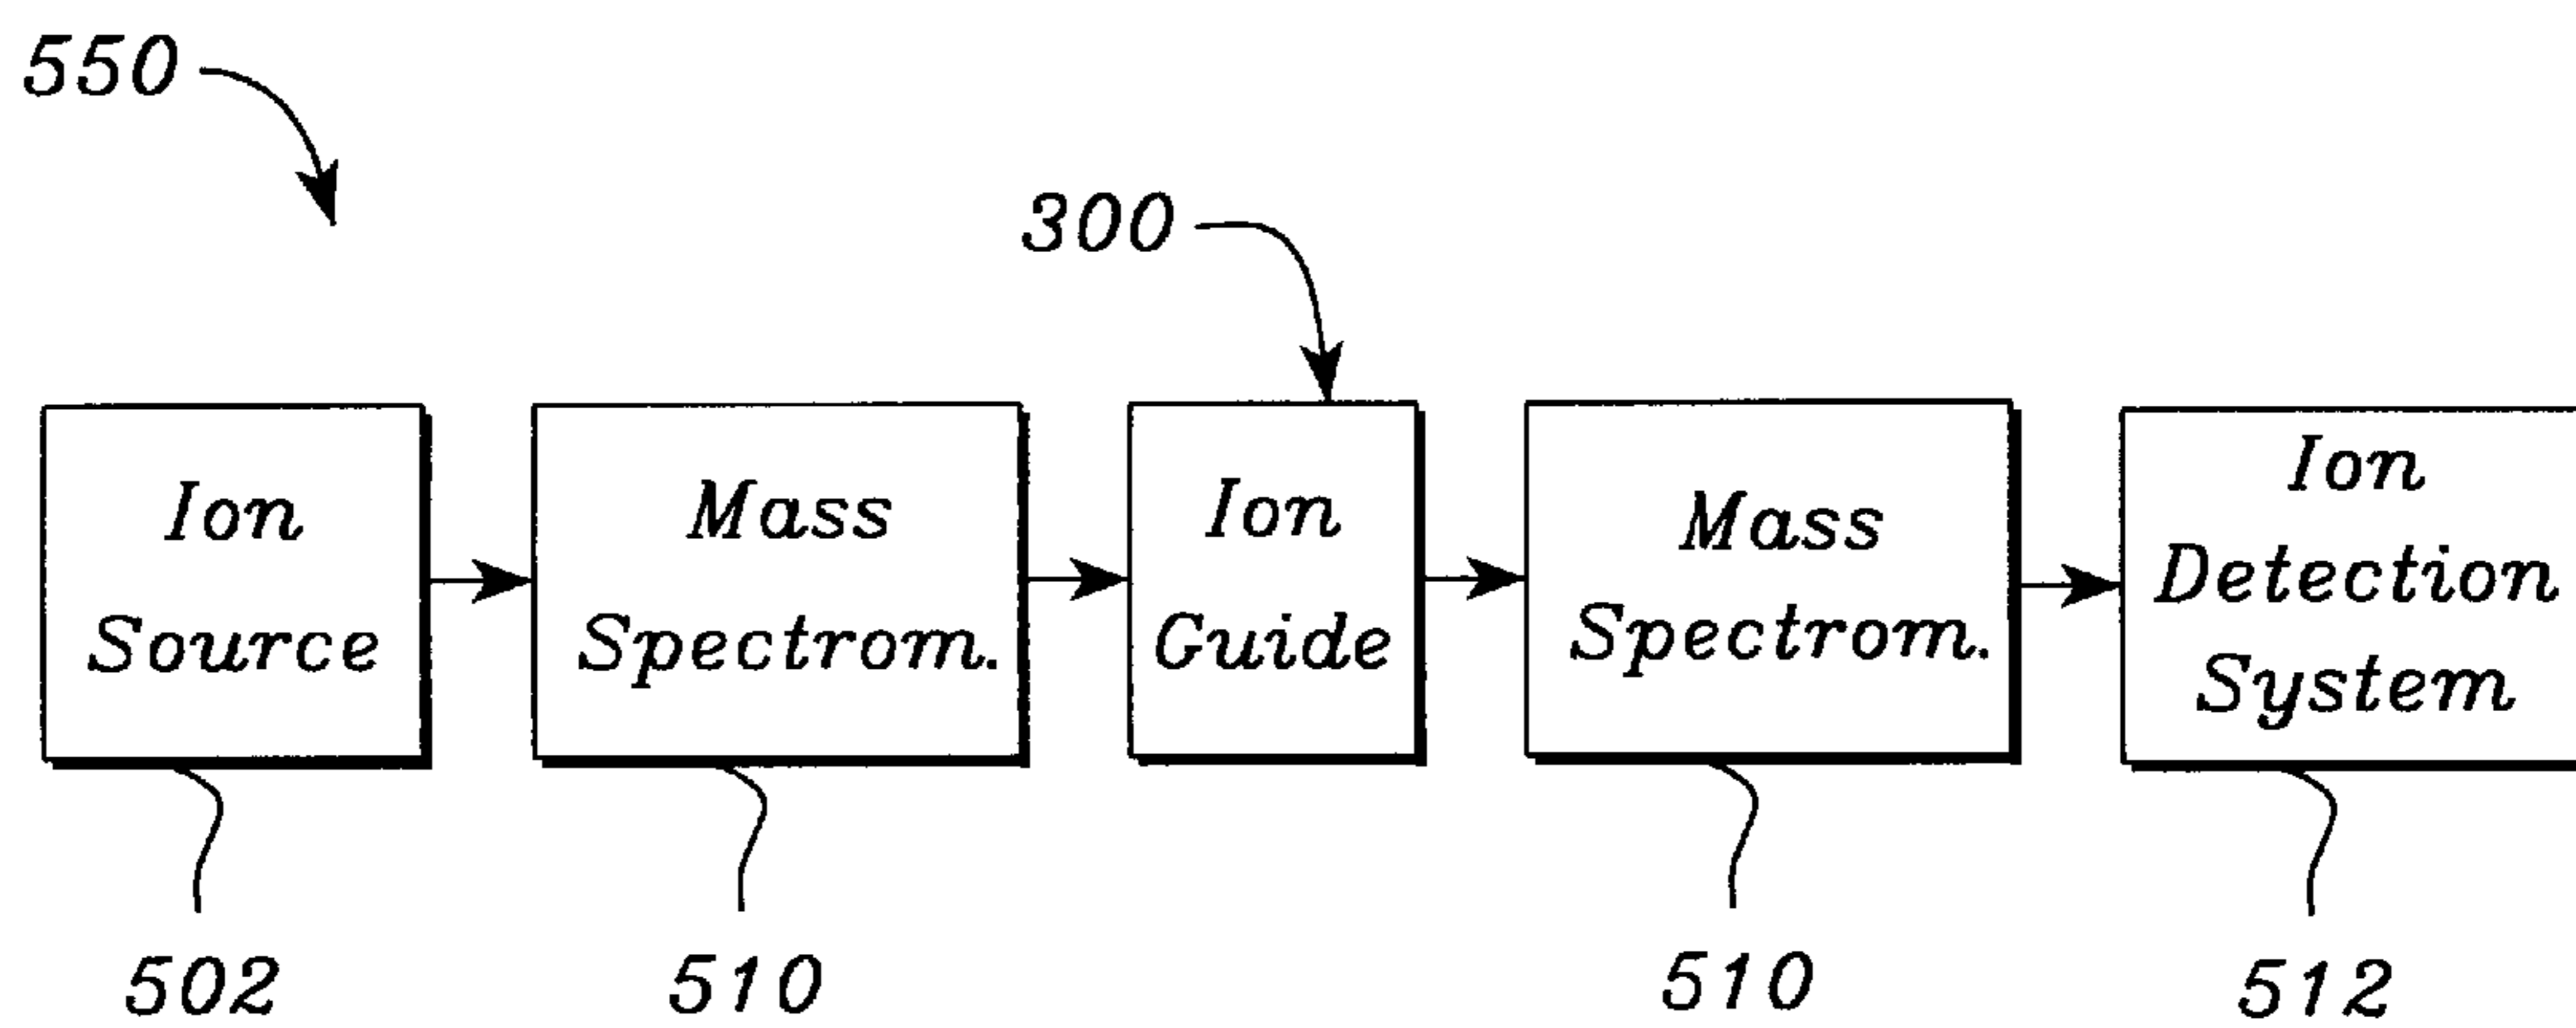 550
300
Ion
Source
Mass
Spectrom.
Ion
Guide
Mass
Spectrom.
Ion
Detection
System
502
510
510
512